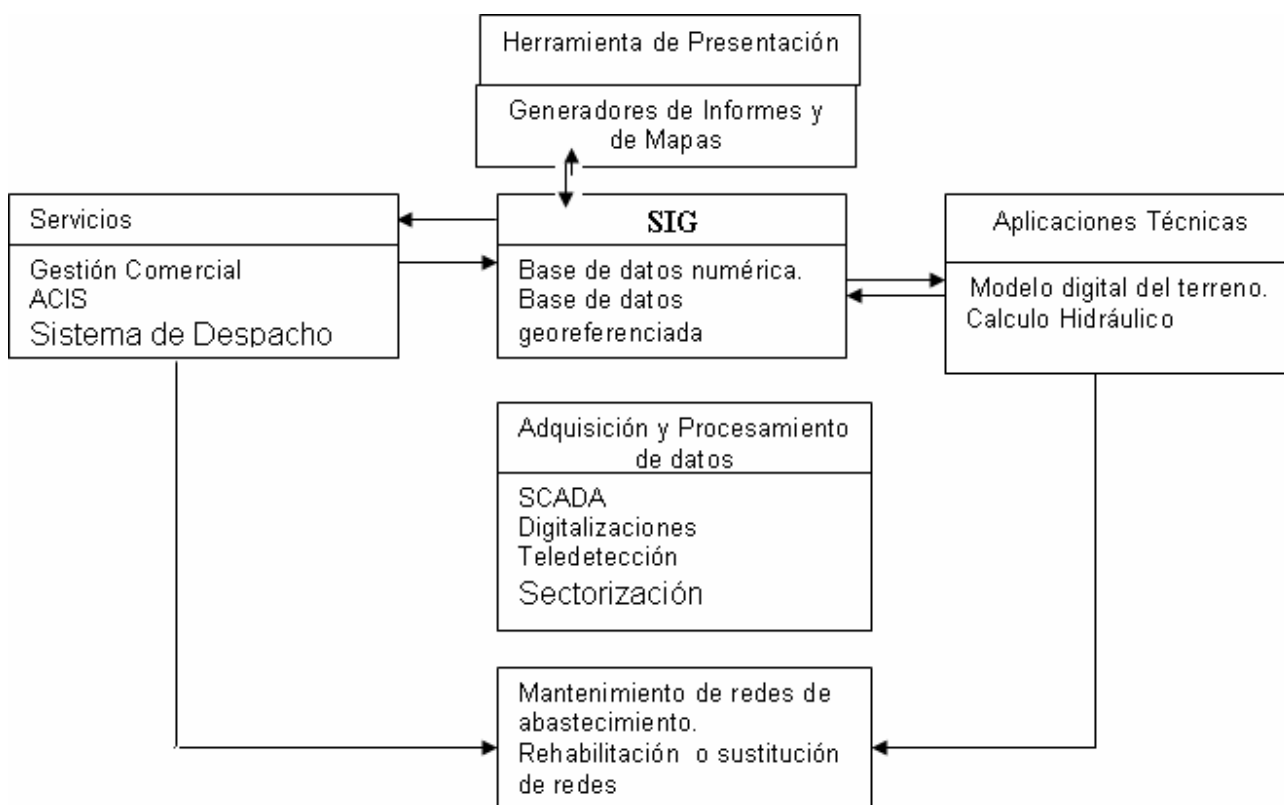 Herramienta de Presentación
Generadores de Informes y
de Mapas
Servicios
Gestión Comercial
ACIS
Sistema de Despacho
SIG
Base de datos numérica.
Base de datos
georeferenciada
Aplicaciones Técnicas
Modelo digital del terreno.
Calculo Hidráulico
Adquisición y Procesamiento
de datos
SCADA
Digitalizaciones
Teledetección
Sectorización
Mantenimiento de redes de
abastecimiento.
Rehabilitación o sustitución
de redes